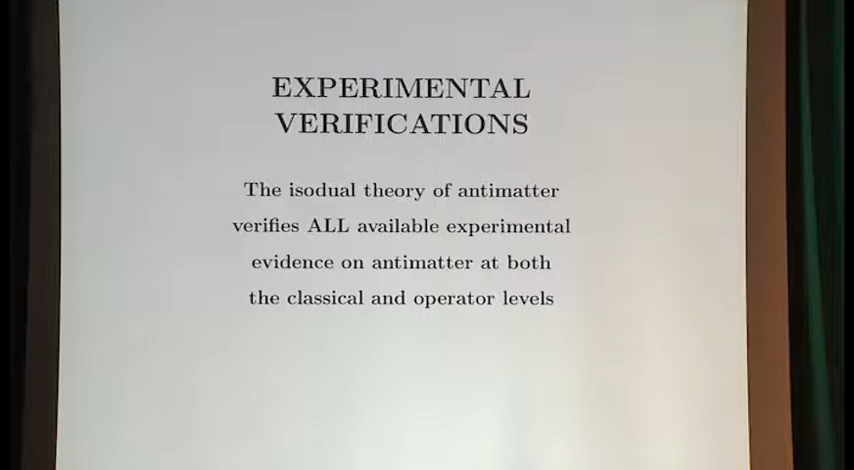 EXPERIMENTAL
VERIFICATIONS
The isodual theory of antimatter
verifies ALL available experimental
evidence on antimatter at both
the classical and operator levels